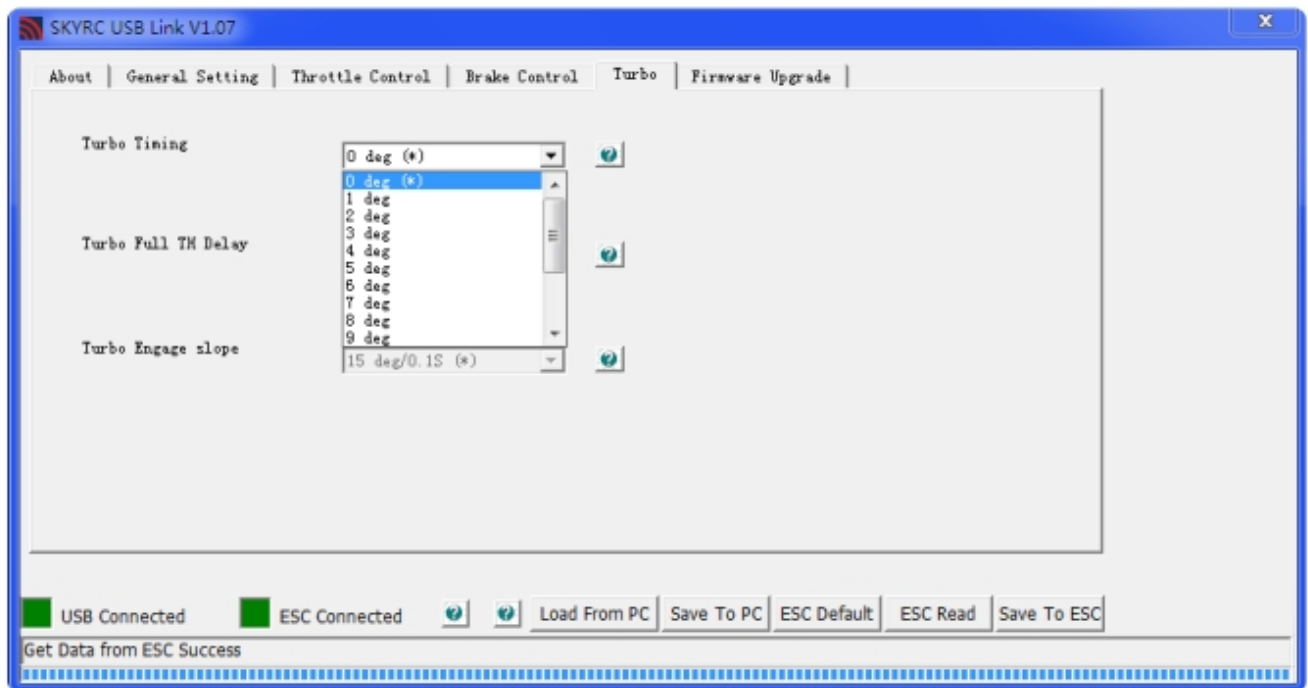 SKYRC USB Link V1.07
About General Setting Throttle Control Brake Control Turbo Firmware Upgrade
Turbo Timing
0 deg (*)
0 deg (*)
1 deg
2 deg
3 deg
Turbo Full TH Delay
4 deg
5 deg
6 deg
7 deg
8 deg
9 deg
Turbo Engage slope
15 deg/0.1S (*)
USB Connected ESC Connected Load From PC Save To PC ESC Default ESC Read Save To ESC
Get Data from ESC Success